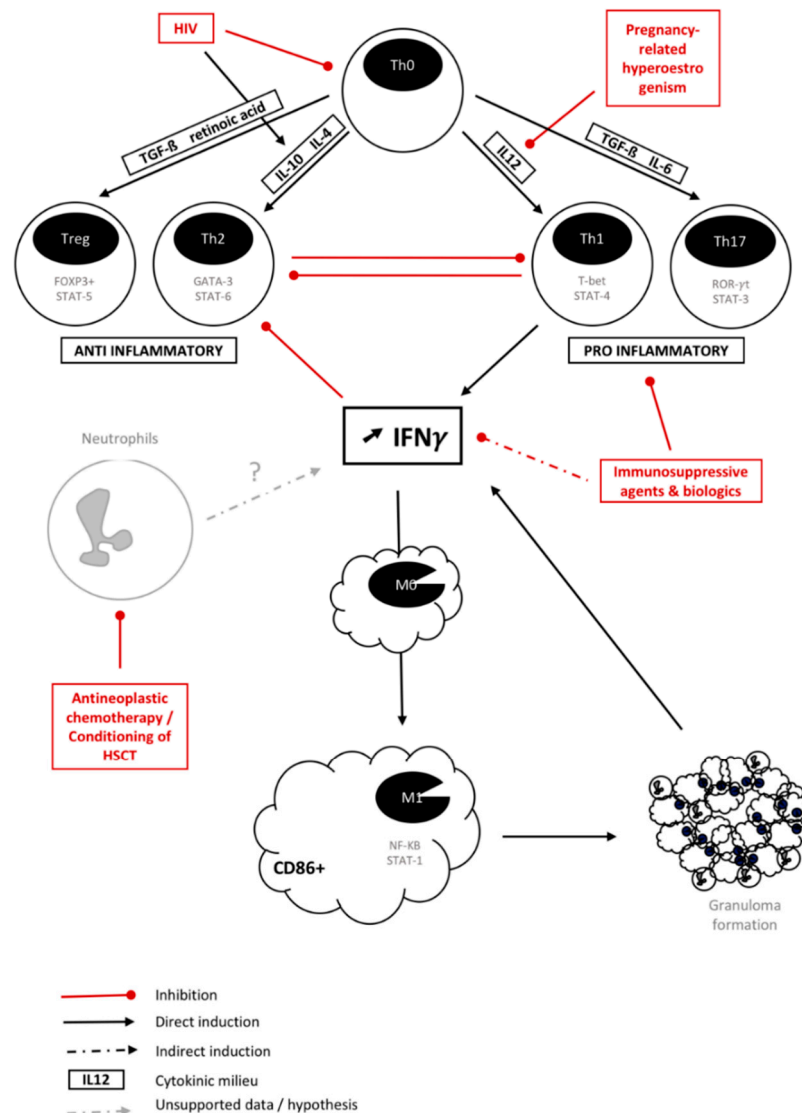 HIV
Pregnancy-
related
hyperoestro
genism
Th0
TGF-ß retinoic acid
IL-10 IL-4
IL12
TGF-ß IL-6
Treg
FOXP3+
STAT-5
Th2
GATA-3
STAT-6
Th1
T-bet
STAT-4
Th17
ROR-γt
STAT-3
ANTI INFLAMMATORY
PRO INFLAMMATORY
IFNγ
Neutrophils
?
Immunosuppressive
agents & biologics
M0
Antineoplastic
chemotherapy /
Conditioning of
HSCT
M1
NF-KB
STAT-1
CD86+
Granuloma
formation
Inhibition
Direct induction
Indirect induction
IL12
Cytokinic milieu
Unsupported data / hypothesis